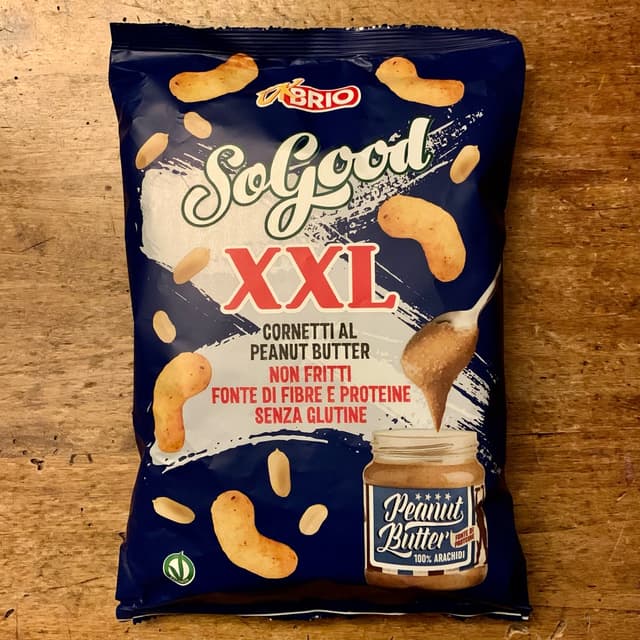 BRIO
SoGood
XXL
CORNETTI AL
PEANUT BUTTER
NON FRITTI
FONTE DI FIBRE E PROTEINE
SENZA GLUTINE
Peanut
Butter
100% ARACHIDI